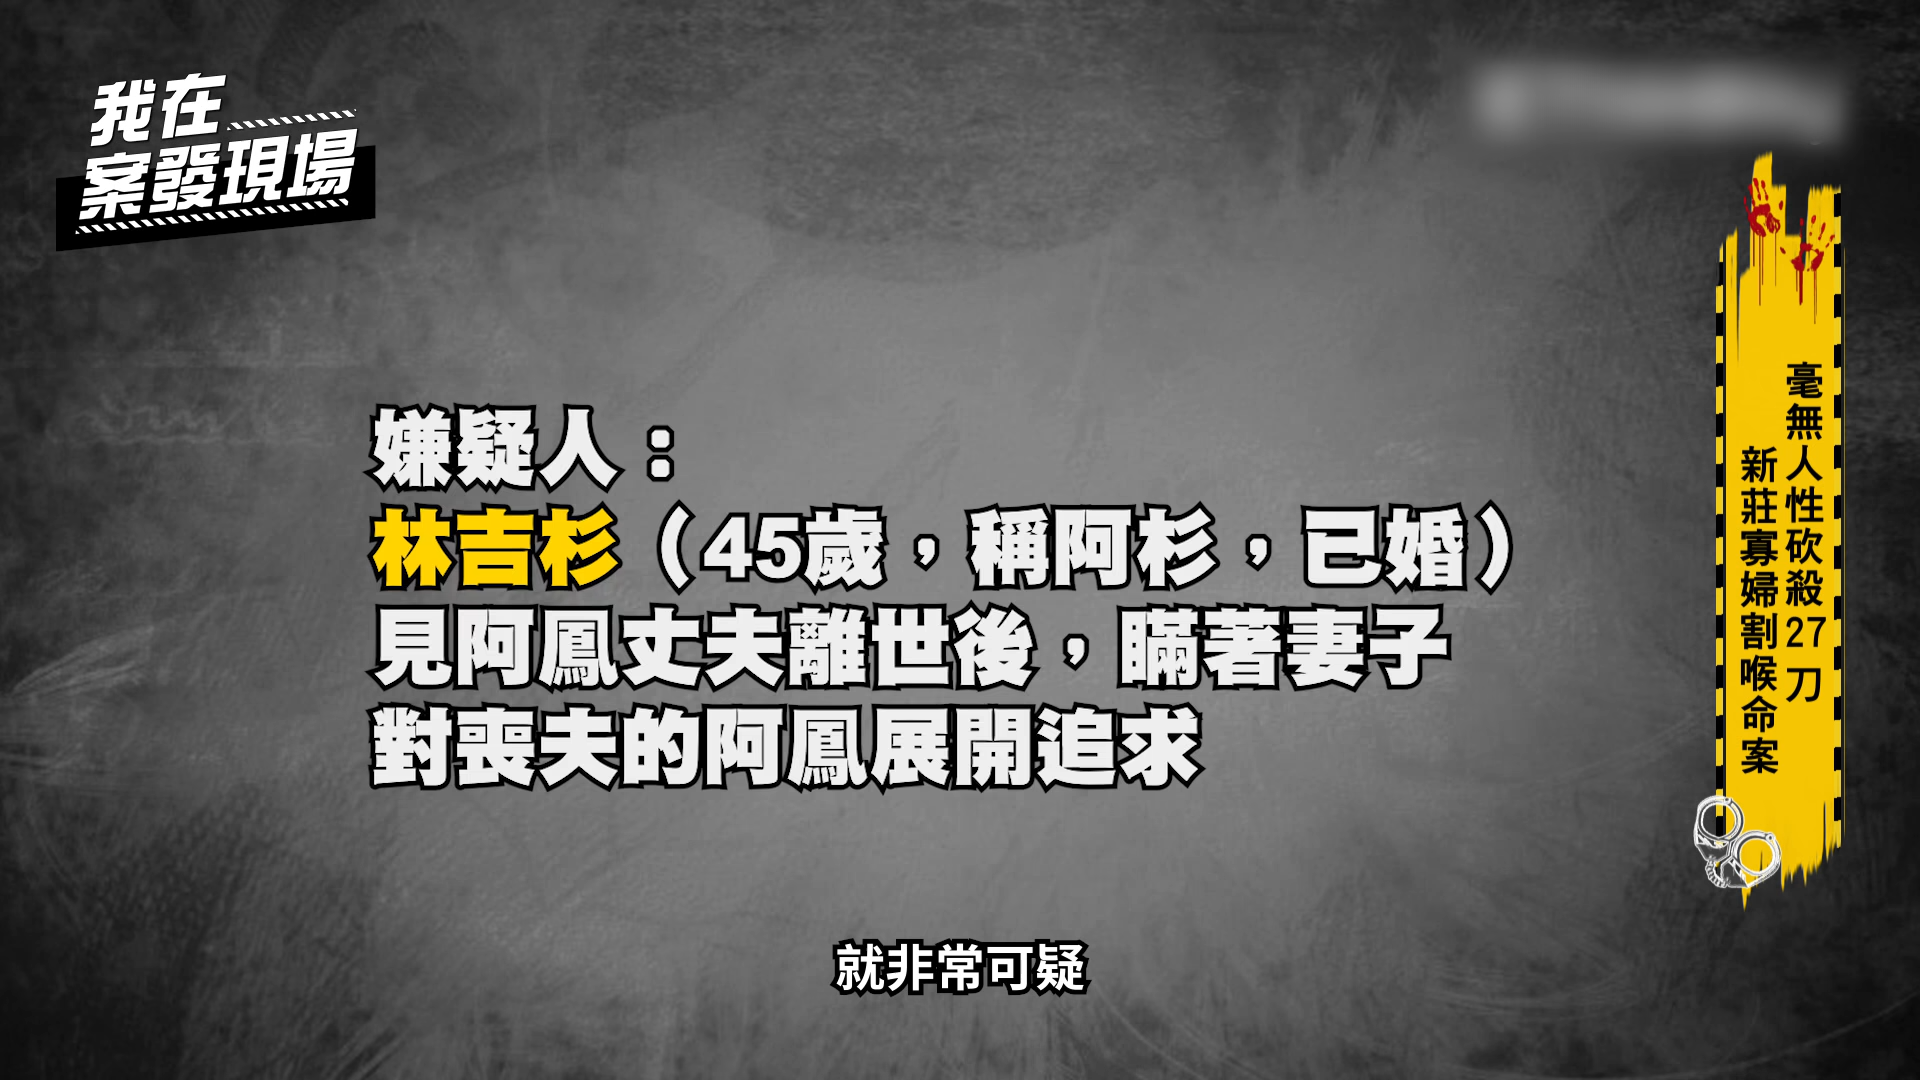 我在
案發現場
毫無人性砍殺27刀
新莊寡婦割喉命案
嫌疑人：
林吉杉（45歲，稱阿杉，已婚）
見阿鳳丈夫離世後，瞞著妻子
對喪夫的阿鳳展開追求
就非常可疑